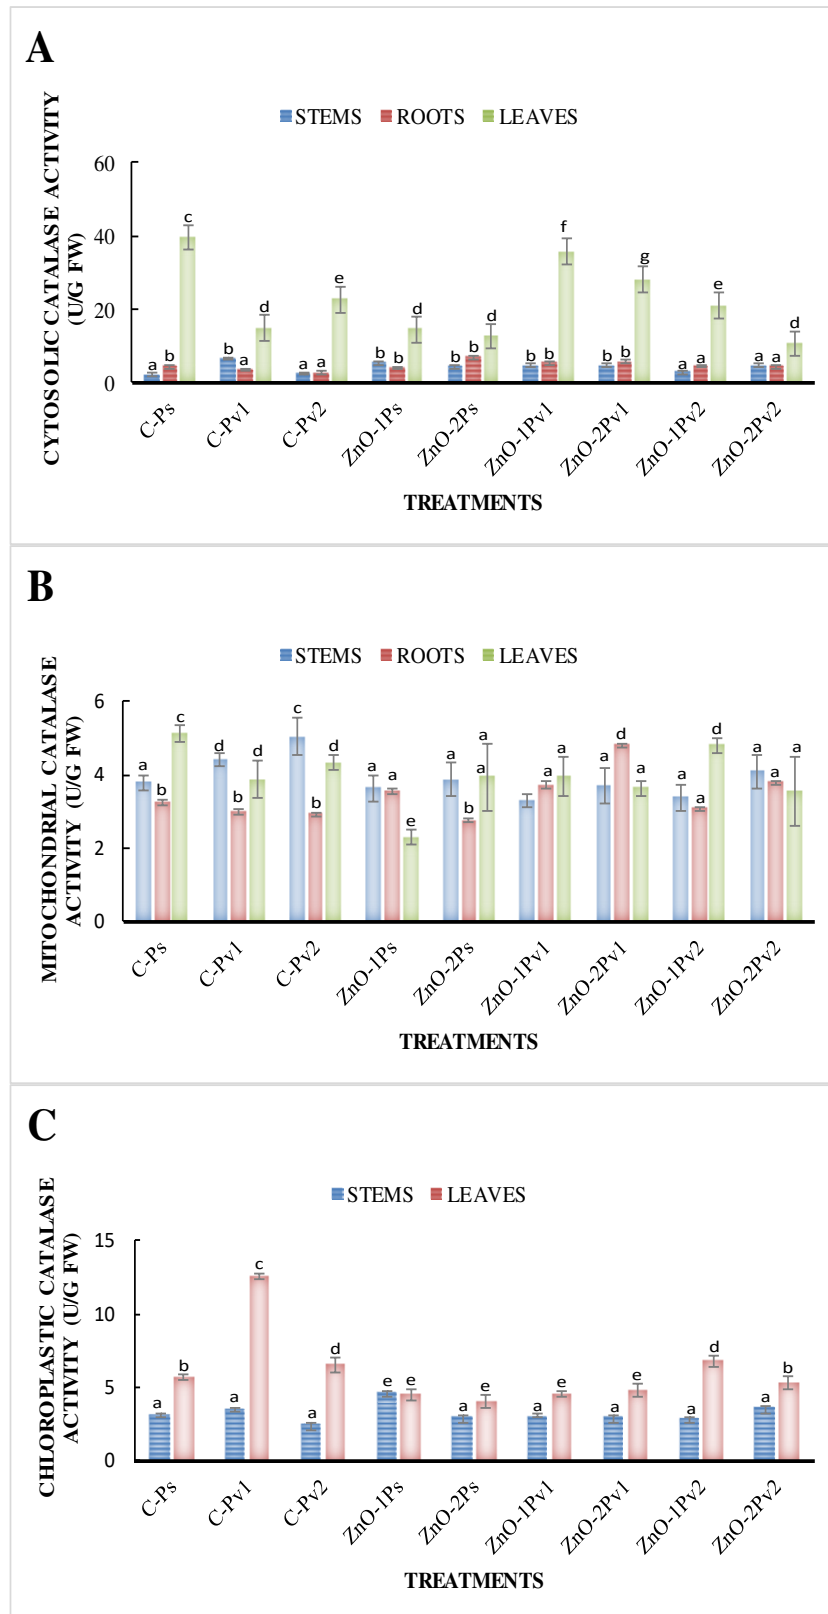 A
CYTOSOLIC CATALASE ACTIVITY
(U/G FW)
STEMS ROOTS LEAVES
60
40
20
0
a b c
b a d
a a e
b b d
b b d
b b f
b b g
a a e
a a d
C-Ps C-Pv1 C-Pv2 ZnO-1Ps ZnO-2Ps ZnO-1Pv1 ZnO-2Pv1 ZnO-1Pv2 ZnO-2Pv2
TREATMENTS
B
MITOCHONDRIAL CATALASE
ACTIVITY (U/G FW)
STEMS ROOTS LEAVES
6
4
2
0
a b c
d b d
c b d
a a e
a b a
a a a
a d a
a a d
a a a
C-Ps C-Pv1 C-Pv2 ZnO-1Ps ZnO-2Ps ZnO-1Pv1 ZnO-2Pv1 ZnO-1Pv2 ZnO-2Pv2
TREATMENTS
C
CHLOROPLASTIC CATALASE
ACTIVITY (U/G FW)
STEMS LEAVES
15
10
5
0
a b
a c
a d
e e
a e
a e
a e
a d
a b
C-Ps C-Pv1 C-Pv2 ZnO-1Ps ZnO-2Ps ZnO-1Pv1 ZnO-2Pv1 ZnO-1Pv2 ZnO-2Pv2
TREATMENTS